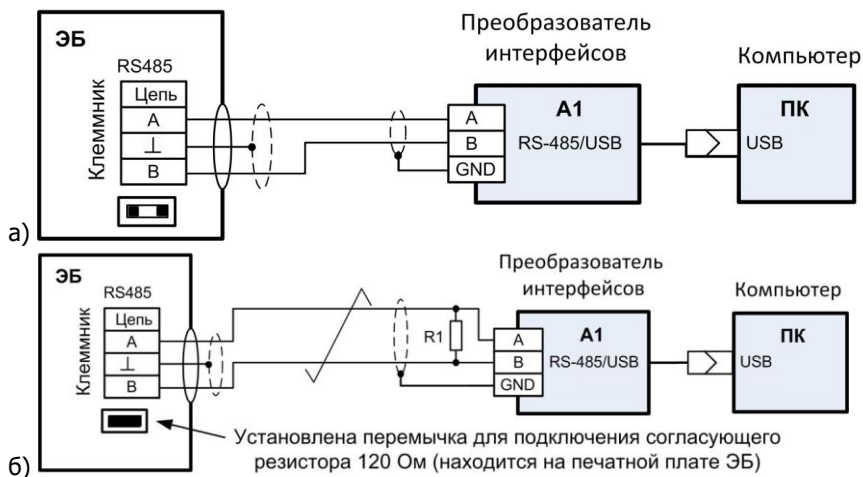 Преобразователь
интерфейсов
Компьютер
ЭБ
RS485
Клеммник
Цепь
A
⊥
B
A
B
GND
A1
RS-485/USB
ПК
USB
а)
Преобразователь
интерфейсов
Компьютер
ЭБ
RS485
Клеммник
Цепь
A
⊥
B
R1
A
B
GND
A1
RS-485/USB
ПК
USB
Установлена перемычка для подключения согласующего
резистора 120 Ом (находится на печатной плате ЭБ)
б)